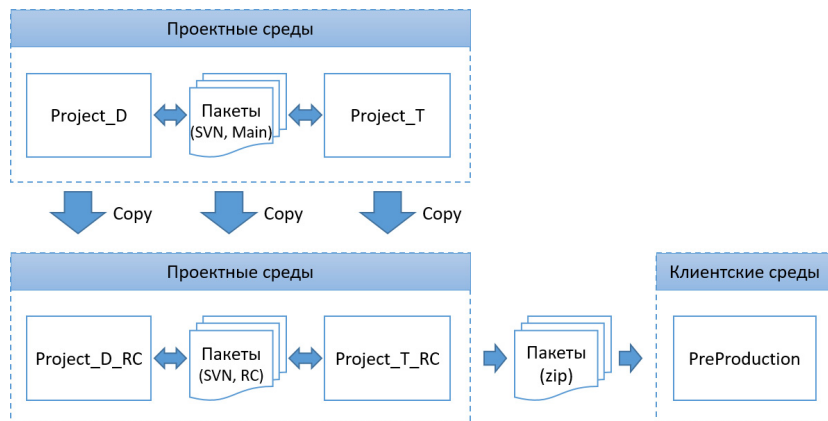 Проектные среды
Project_D
Пакеты
(SVN, Main)
Project_T
Copy
Copy
Copy
Проектные среды
Клиентские среды
Project_D_RC
Пакеты
(SVN, RC)
Project_T_RC
Пакеты
(zip)
PreProduction